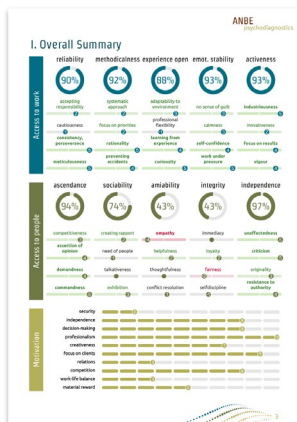 ANBE
psychodiagnostics
I. Overall Summary
Access to work
reliability methodicalness experience open emot. stability activeness
90% 92% 88% 93% 93%
accepting responsibility systematic approach adaptability to environment no sense of guilt industriousness
cautiousness focus on priorities professional flexibility calmness innovativeness
consistency, perseverance rationality learning from experience self-confidence focus on results
meticulousness preventing accidents curiosity work under pressure vigour
Access to people
ascendance sociability amiability integrity independence
94% 74% 43% 43% 97%
competitiveness creating rapport empathy immediacy unaffectedness
assertion of opinion need of people helpfulness loyalty criticism
demandingness talkativeness thoughtfulness fairness originality
commandness exhibition conflict resolution selfdiscipline resistance to authority
Motivation
security
independence
decision-making
professionalism
creativeness
focus on clients
relations
competition
work-life balance
material reward